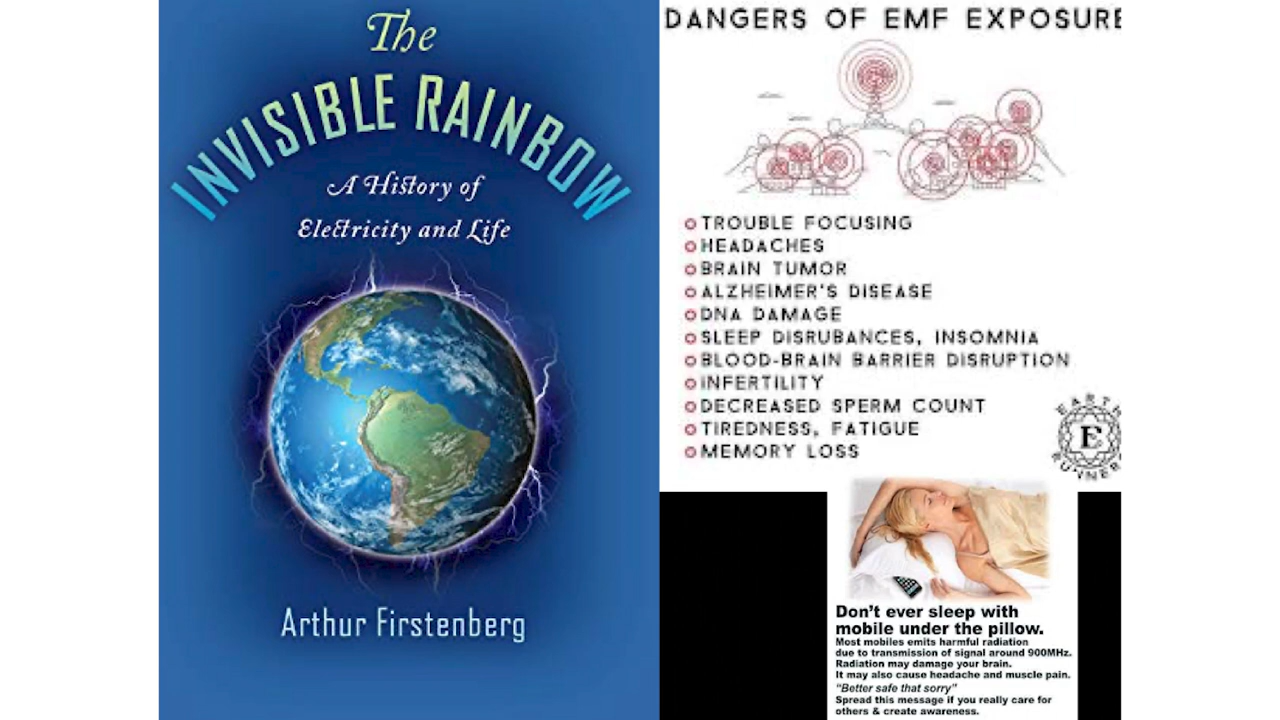 The
INVISIBLE RAINBOW
A History of
Electricity and Life
Arthur Firstenberg
DANGERS OF EMF EXPOSURE
TROUBLE FOCUSING
HEADACHES
BRAIN TUMOR
ALZHEIMER'S DISEASE
DNA DAMAGE
SLEEP DISRUBANCES, INSOMNIA
BLOOD-BRAIN BARRIER DISRUPTION
INFERTILITY
DECREASED SPERM COUNT
TIREDNESS, FATIGUE
MEMORY LOSS
EARTH
E
RUNNERS
Don't ever sleep with
mobile under the pillow.
Most mobiles emits harmful radiation
due to transmission of signal around 900MHz.
Radiation may damage your brain.
It may also cause headache and muscle pain.
“Better safe that sorry”
Spread this message if you really care for
others & create awareness.